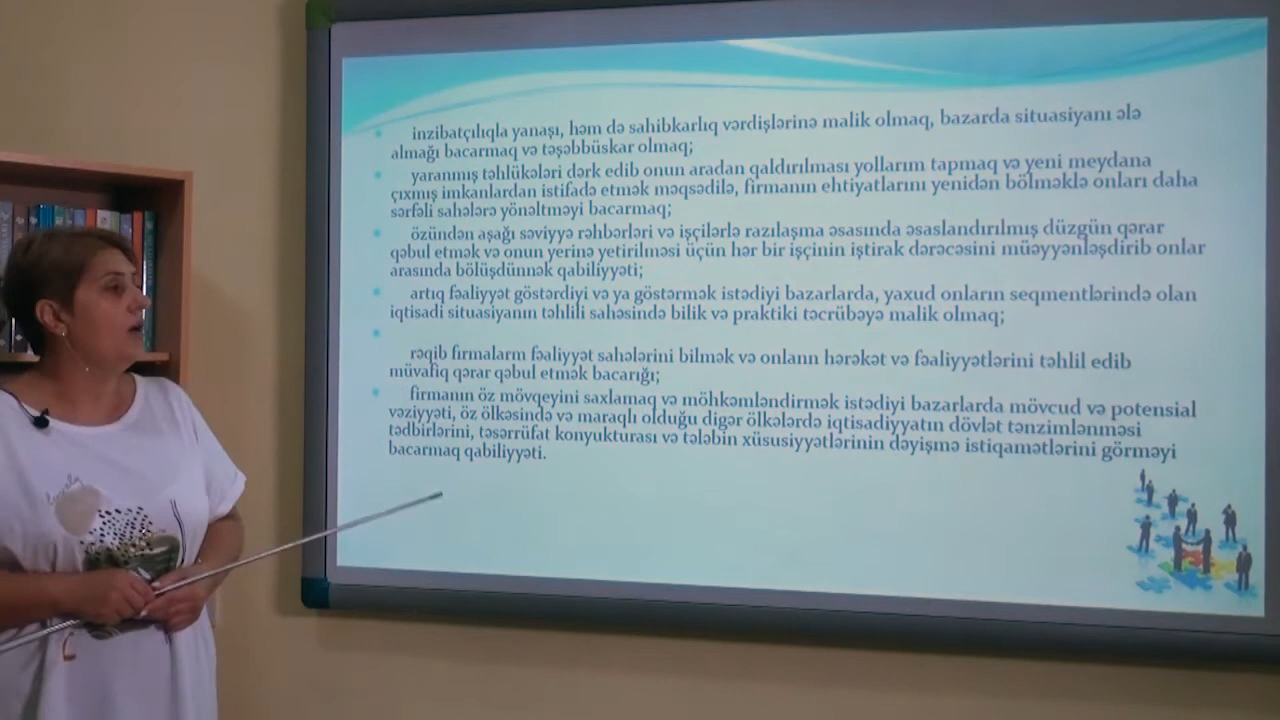 inzibatçılıqla yanaşı, həm də sahibkarlıq vərdişlərinə malik olmaq, bazarda situasiyanı ələ
almağı bacarmaq və təşəbbüskar olmaq;
yaranmış təhlükələri dərk edib onun aradan qaldırılması yollarım tapmaq və yeni meydana
çıxmış imkanlardan istifadə etmək məqsədilə, firmanın ehtiyatlarını yenidən bölməklə onları daha
sərfəli sahələrə yönəltməyi bacarmaq;
özündən aşağı səviyyə rəhbərləri və işçilərlə razılaşma əsasında əsaslandırılmış düzgün qərar
qəbul etmək və onun yerinə yetirilməsi üçün hər bir işçinin iştirak dərəcəsini müəyyənləşdirib onlar
arasında bölüşdünnək qabiliyyəti;
artıq fəaliyyət göstərdiyi və ya göstərmək istədiyi bazarlarda, yaxud onların seqmentlərində olan
iqtisadi situasiyanın təhlili sahəsində bilik və praktiki təcrübəyə malik olmaq;
rəqib firmalarm fəaliyyət sahələrini bilmək və onlann hərəkət və fəaliyyətlərini təhlil edib
müvafiq qərar qəbul etmək bacarığı;
firmanın öz mövqeyini saxlamaq və möhkəmləndirmək istədiyi bazarlarda mövcud və potensial
vəziyyəti, öz ölkəsində və maraqlı olduğu digər ölkələrdə iqtisadiyyatın dövlət tənzimlənməsi
tədbirlərini, təsərrüfat konyukturası və tələbin xüsusiyyətlərinin dəyişmə istiqamətlərini görməyi
bacarmaq qabiliyyəti.